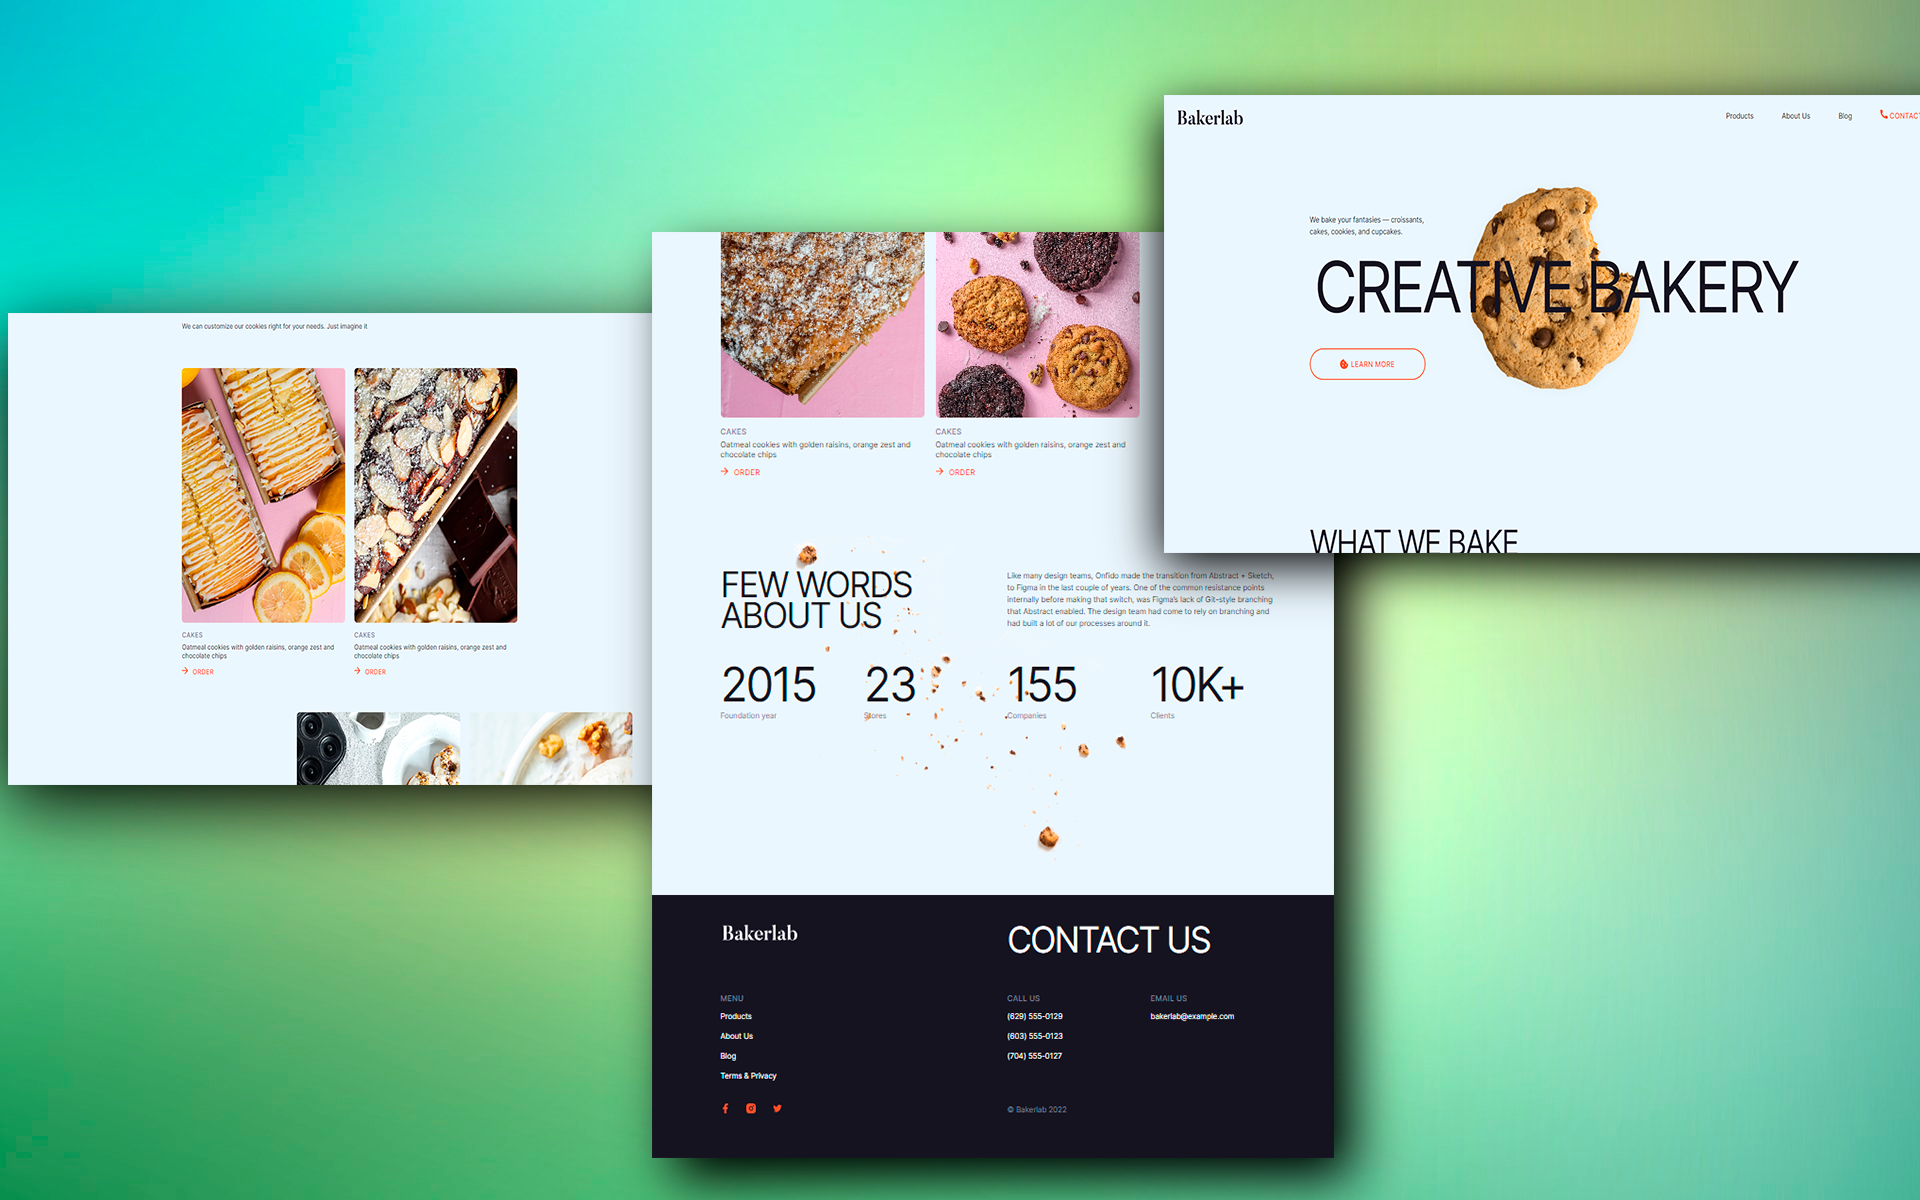 We can customize our cookies right for your needs. Just imagine it
CAKES
Oatmeal cookies with golden raisins, orange zest and
chocolate chips
→ ORDER
CAKES
Oatmeal cookies with golden raisins, orange zest and
chocolate chips
→ ORDER
CAKES
Oatmeal cookies with golden raisins, orange zest and
chocolate chips
→ ORDER
CAKES
Oatmeal cookies with golden raisins, orange zest and
chocolate chips
→ ORDER
FEW WORDS
ABOUT US
Like many design teams, Onfido made the transition from Abstract + Sketch,
to Figma in the last couple of years. One of the common resistance points
internally before making that switch, was Figma's lack of Git-style branching
that Abstract enabled. The design team had come to rely on branching and
had built a lot of our processes around it.
2015
Foundation year
23
Stores
155
Companies
10K+
Clients
Bakerlab
MENU
Products
About Us
Blog
Terms & Privacy
CONTACT US
CALL US
(629) 555-0129
(603) 555-0123
(704) 555-0127
EMAIL US
bakerlab@example.com
© Bakerlab 2022
Bakerlab
Products
About Us
Blog
CONTACT
We bake your fantasies — croissants,
cakes, cookies, and cupcakes.
CREATIVE BAKERY
LEARN MORE
WHAT WE BAKE